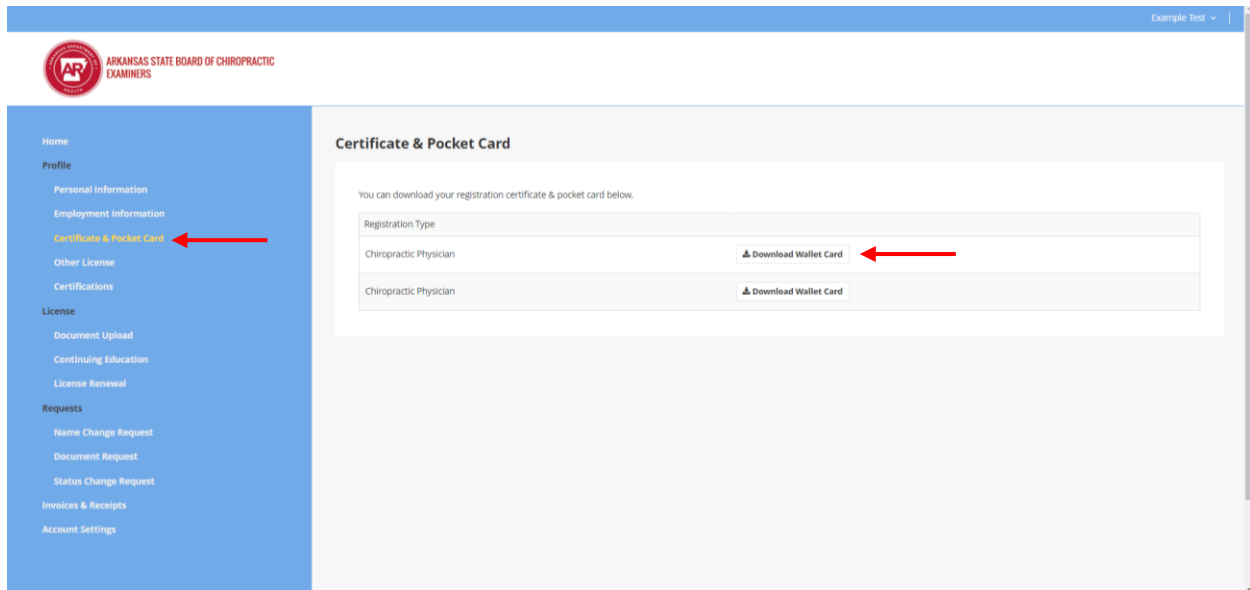 Example Test
ARKANSAS STATE BOARD OF CHIROPRACTIC
EXAMINERS
AR
Home
Profile
Personal Information
Employment Information
Certificate & Pocket Card
Other License
Certifications
License
Document Upload
Continuing Education
License Renewal
Requests
Name Change Request
Document Request
Status Change Request
Invoices & Receipts
Account Settings
Certificate & Pocket Card
You can download your registration certificate & pocket card below.
Registration Type
Chiropractic Physician Download Wallet Card
Chiropractic Physician Download Wallet Card